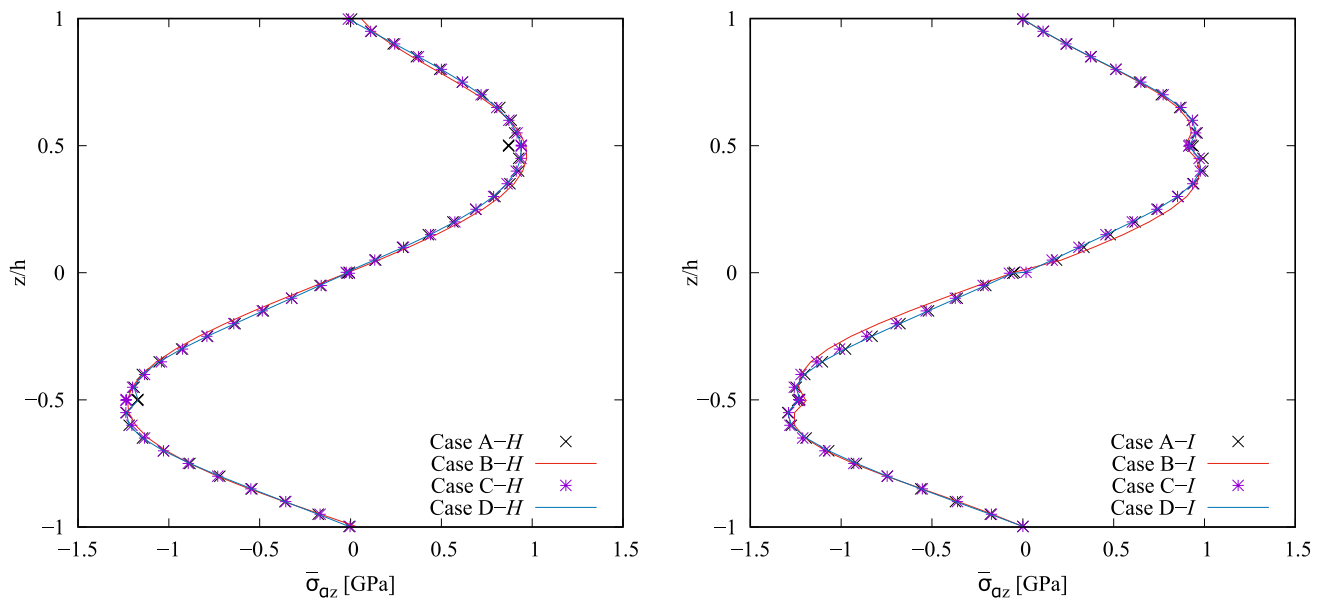 1
0.5
0
−0.5
−1
z/h
Case A−H
Case B−H
Case C−H
Case D−H
−1.5
−1
−0.5
0
0.5
1
1.5
σ̅αz [GPa]
1
0.5
0
−0.5
−1
z/h
Case A−I
Case B−I
Case C−I
Case D−I
−1.5
−1
−0.5
0
0.5
1
1.5
σ̅αz [GPa]